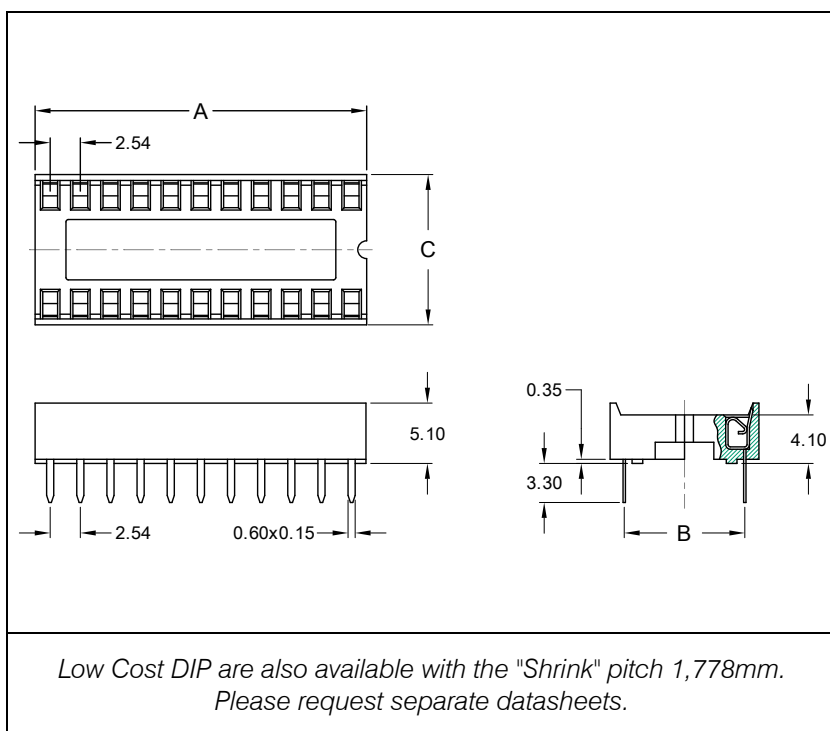 A
2.54
C
5.10
2.54
0.60x0.15
0.35
4.10
3.30
B
Low Cost DIP are also available with the "Shrink" pitch 1,778mm.
Please request separate datasheets.